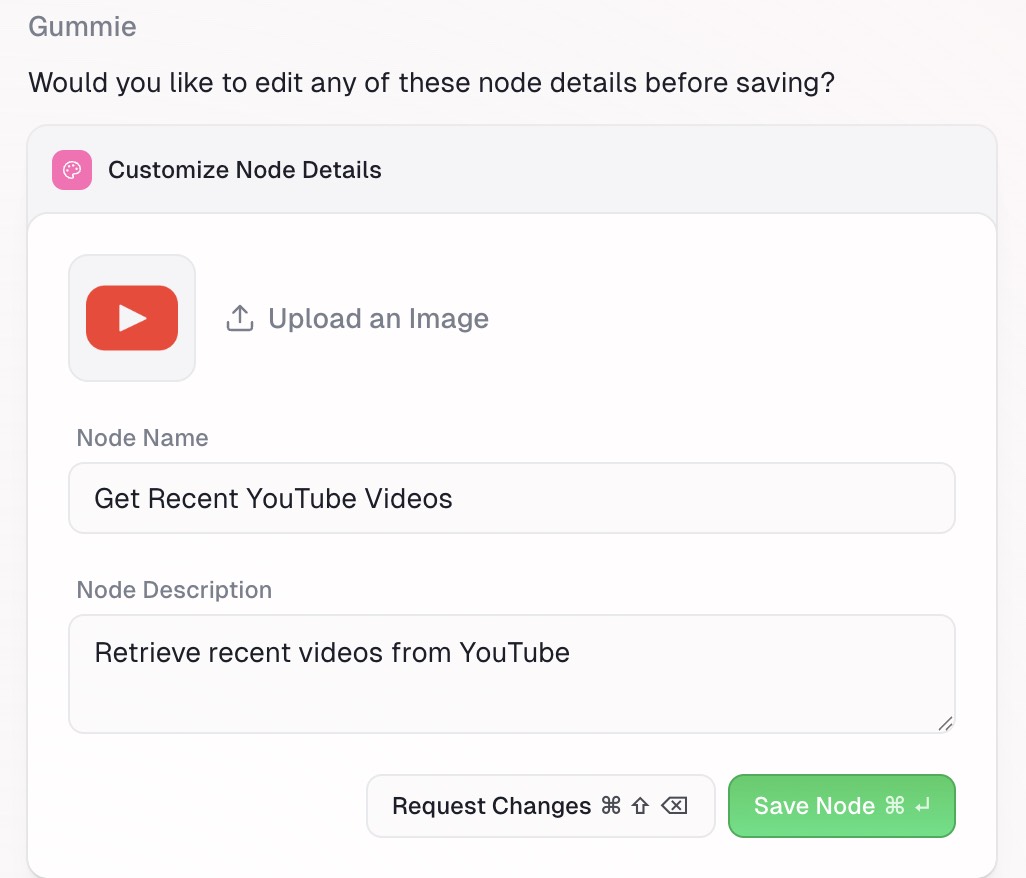 Gummie
Would you like to edit any of these node details before saving?
Customize Node Details
Upload an Image
Node Name
Get Recent YouTube Videos
Node Description
Retrieve recent videos from YouTube
Request Changes ⌘ ⇧ ⌫ Save Node ⌘ ↵